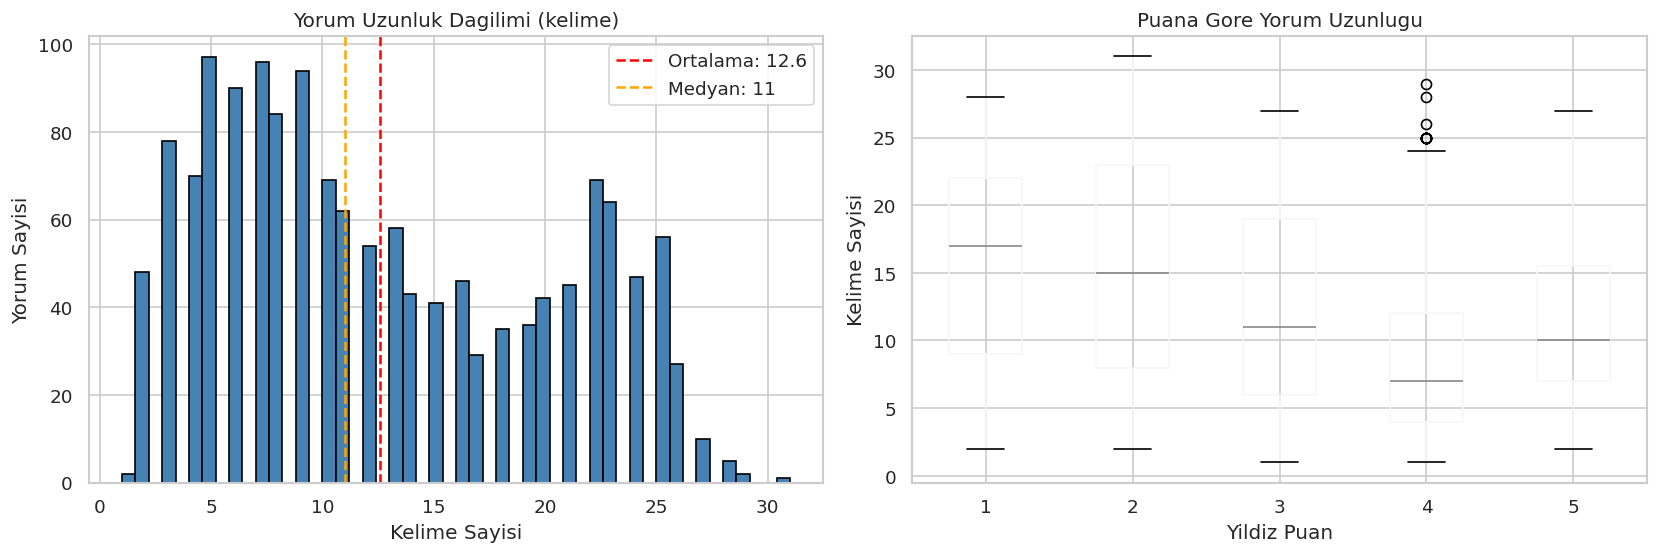 Yorum Uzunluk Dagilimi (kelime)
Yorum Sayisi
100
80
60
40
20
0
Ortalama: 12.6
Medyan: 11
0 5 10 15 20 25 30
Kelime Sayisi
Puana Gore Yorum Uzunlugu
Kelime Sayisi
30
25
20
15
10
5
0
1 2 3 4 5
Yildiz Puan